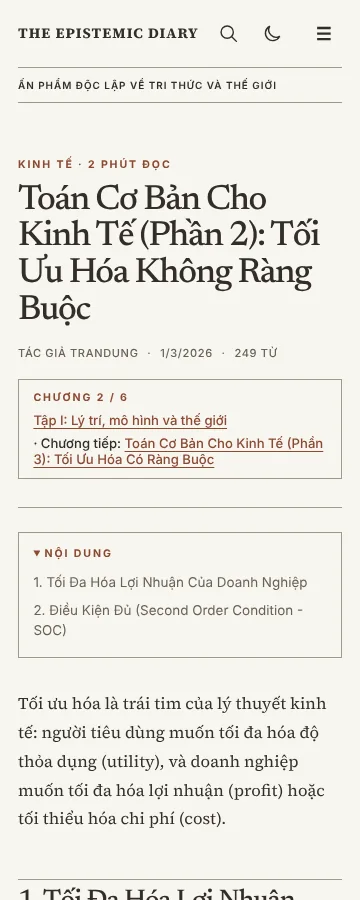 THE EPISTEMIC DIARY
ẤN PHẨM ĐỘC LẬP VỀ TRI THỨC VÀ THẾ GIỚI
KINH TẾ · 2 PHÚT ĐỌC
Toán Cơ Bản Cho
Kinh Tế (Phần 2): Tối
Ưu Hóa Không Ràng
Buộc
TÁC GIẢ TRANDUNG · 1/3/2026 · 249 TỪ
CHƯƠNG 2 / 6
Tập I: Lý trí, mô hình và thế giới
· Chương tiếp: Toán Cơ Bản Cho Kinh Tế (Phần
3): Tối Ưu Hóa Có Ràng Buộc
▾ NỘI DUNG
1. Tối Đa Hóa Lợi Nhuận Của Doanh Nghiệp
2. Điều Kiện Đủ (Second Order Condition -
SOC)
Tối ưu hóa là trái tim của lý thuyết kinh
tế: người tiêu dùng muốn tối đa hóa độ
thỏa dụng (utility), và doanh nghiệp
muốn tối đa hóa lợi nhuận (profit) hoặc
tối thiểu hóa chi phí (cost).
1. Tối Đa Hóa Lợi Nhuận